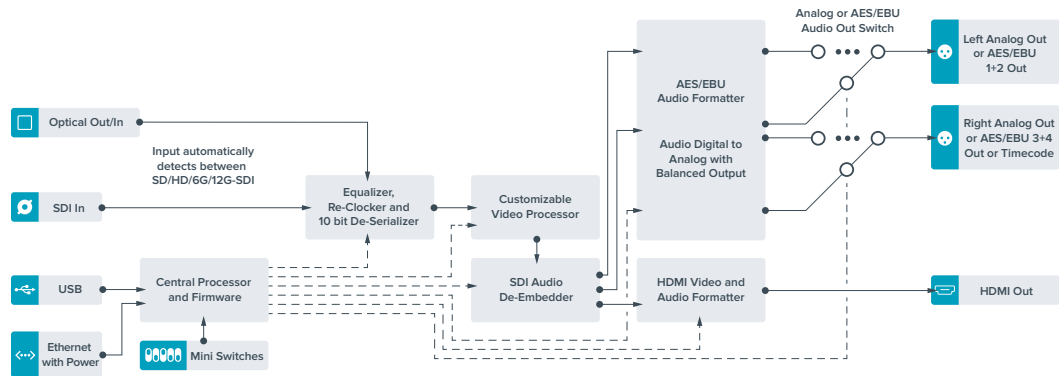 Analog or AES/EBU
Audio Out Switch
Left Analog Out
or AES/EBU
1+2 Out
AES/EBU
Audio Formatter
Optical Out/In
Right Analog Out
or AES/EBU 3+4
Out or Timecode
Input automatically
detects between
SD/HD/6G/12G-SDI
Audio Digital to
Analog with
Balanced Output
Equalizer,
Re-Clocker and
10 bit De-Serializer
Customizable
Video Processor
SDI In
USB
Central Processor
and Firmware
SDI Audio
De-Embedder
HDMI Video and
Audio Formatter
HDMI Out
Ethernet
with Power
Mini Switches